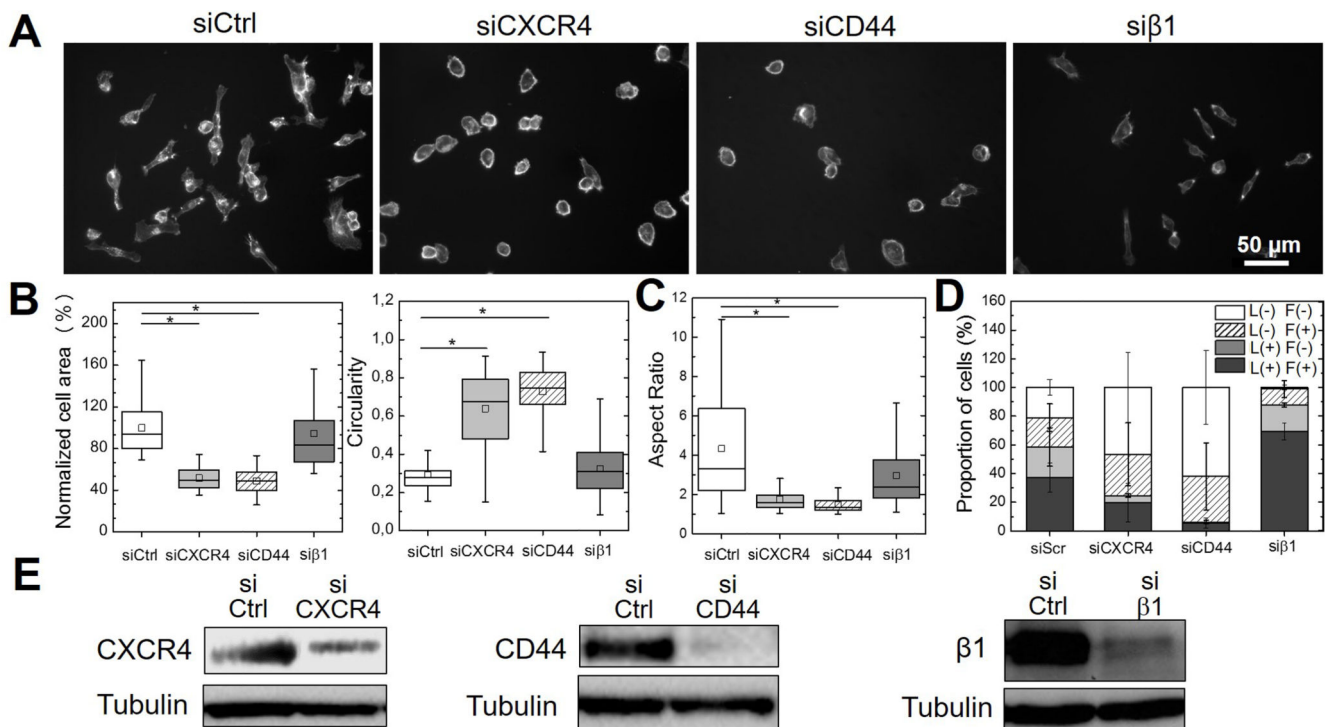 A
siCtrl
siCXCR4
siCD44
siβ1
50 µm
B
Normalized cell area (%)
200
160
120
80
40
0
*
*
siCtrl
siCXCR4
siCD44
siβ1
Circularity
1,2
1,0
0,8
0,6
0,4
0,2
0,0
*
*
siCtrl
siCXCR4
siCD44
siβ1
C
Aspect Ratio
12
10
8
6
4
2
0
*
*
siCtrl
siCXCR4
siCD44
siβ1
D
Proportion of cells (%)
160
140
120
100
80
60
40
20
0
L(-) F(-)
L(-) F(+)
L(+) F(-)
L(+) F(+)
siScr
siCXCR4
siCD44
siβ1
E
si
Ctrl
si
CXCR4
CXCR4
Tubulin
si
Ctrl
si
CD44
CD44
Tubulin
si
Ctrl
si
β1
β1
Tubulin